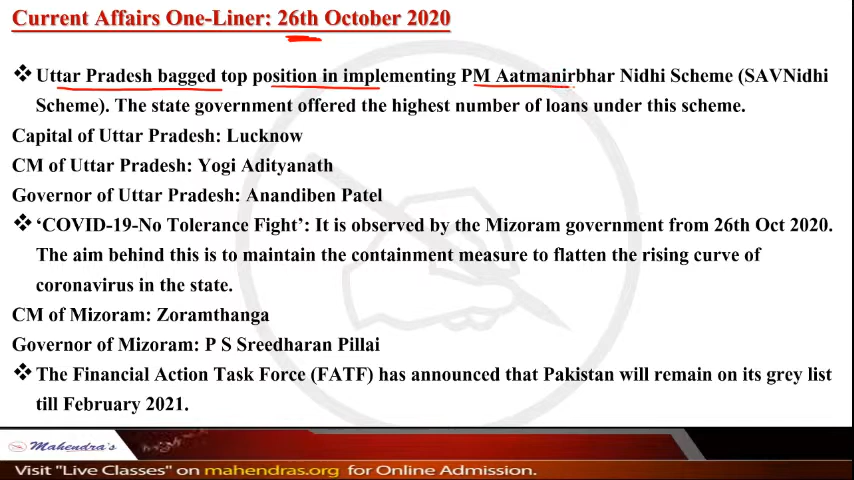 Current Affairs One-Liner: 26th October 2020
❖ Uttar Pradesh bagged top position in implementing PM Aatmanirbhar Nidhi Scheme (SAVNidhi
Scheme). The state government offered the highest number of loans under this scheme.
Capital of Uttar Pradesh: Lucknow
CM of Uttar Pradesh: Yogi Adityanath
Governor of Uttar Pradesh: Anandiben Patel
❖ ‘COVID-19-No Tolerance Fight’: It is observed by the Mizoram government from 26th Oct 2020.
The aim behind this is to maintain the containment measure to flatten the rising curve of
coronavirus in the state.
CM of Mizoram: Zoramthanga
Governor of Mizoram: P S Sreedharan Pillai
❖ The Financial Action Task Force (FATF) has announced that Pakistan will remain on its grey list
till February 2021.
Mahendra's
Visit "Live Classes" on mahendras.org for Online Admission.